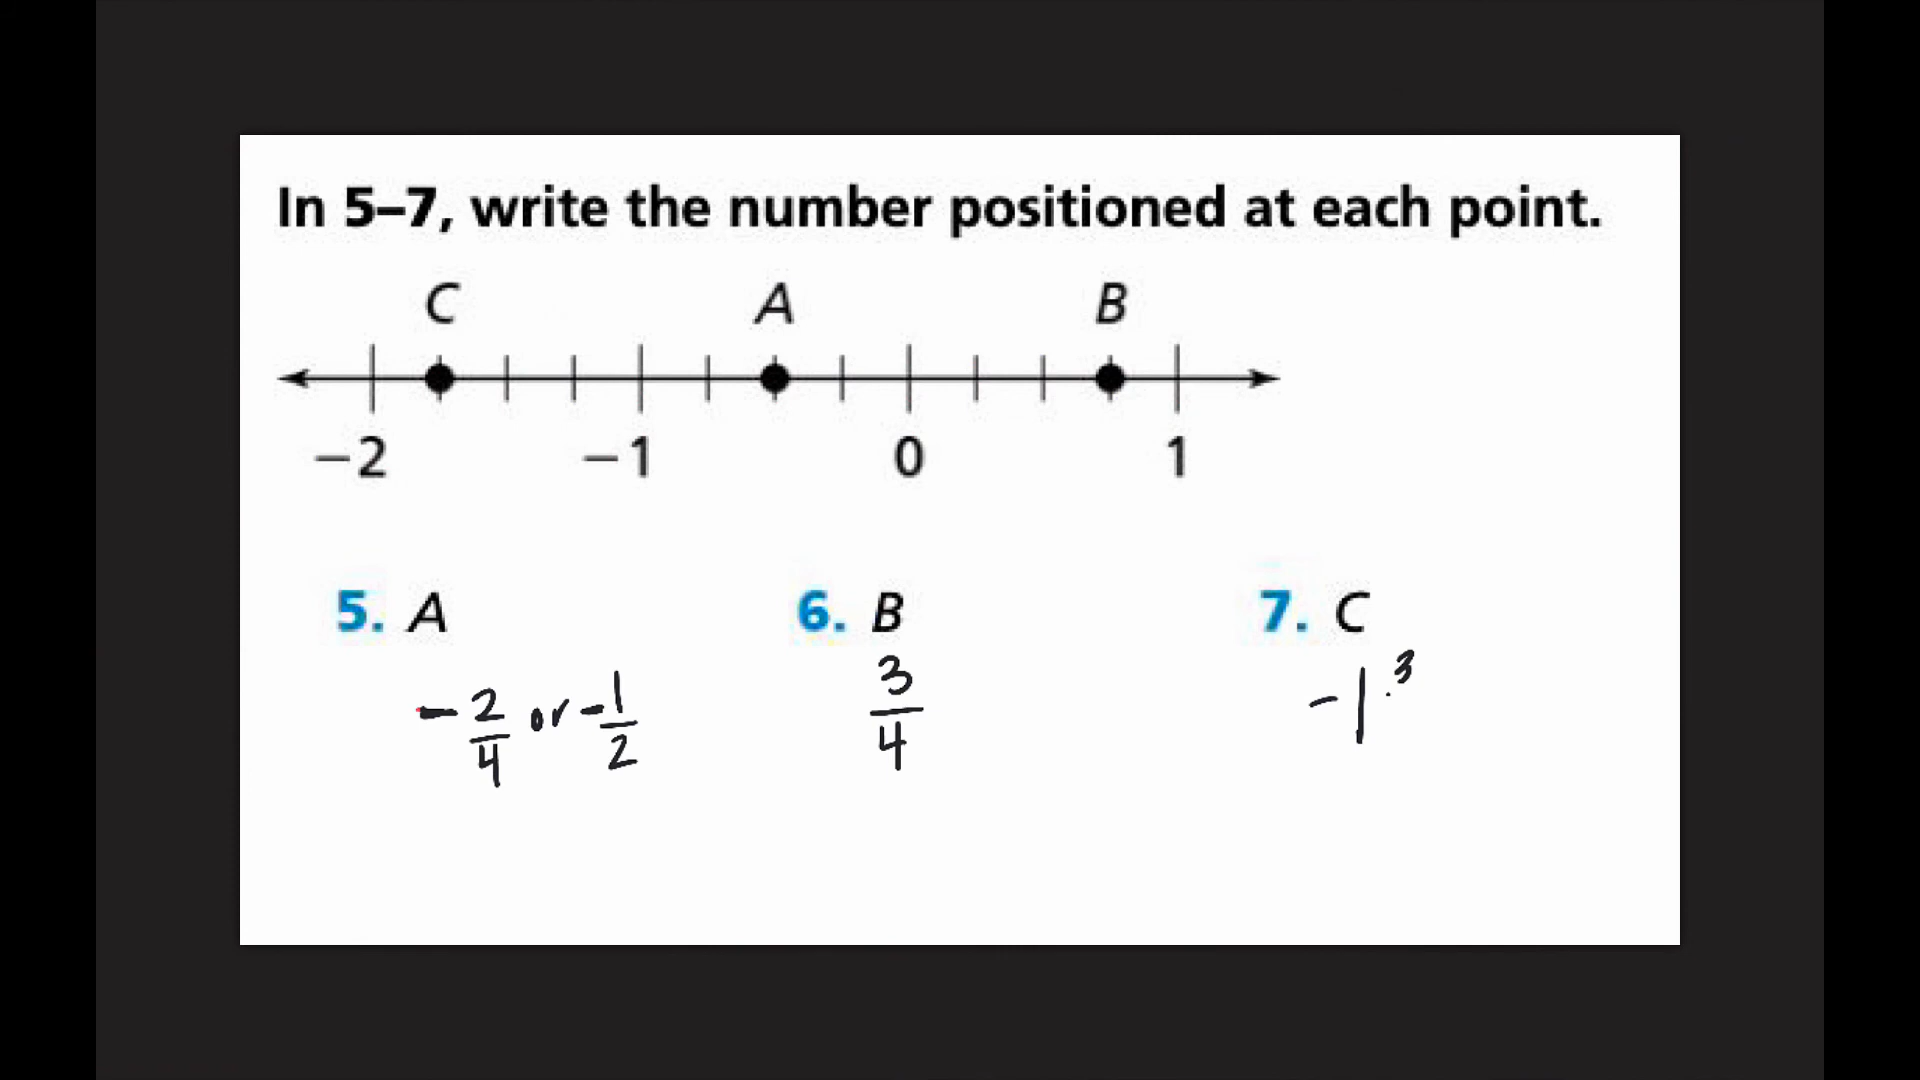 In 5–7, write the number positioned at each point.
C A B
−2 −1 0 1
5. A 6. B 7. C
-2/4 or -1/2 3/4 -1 3